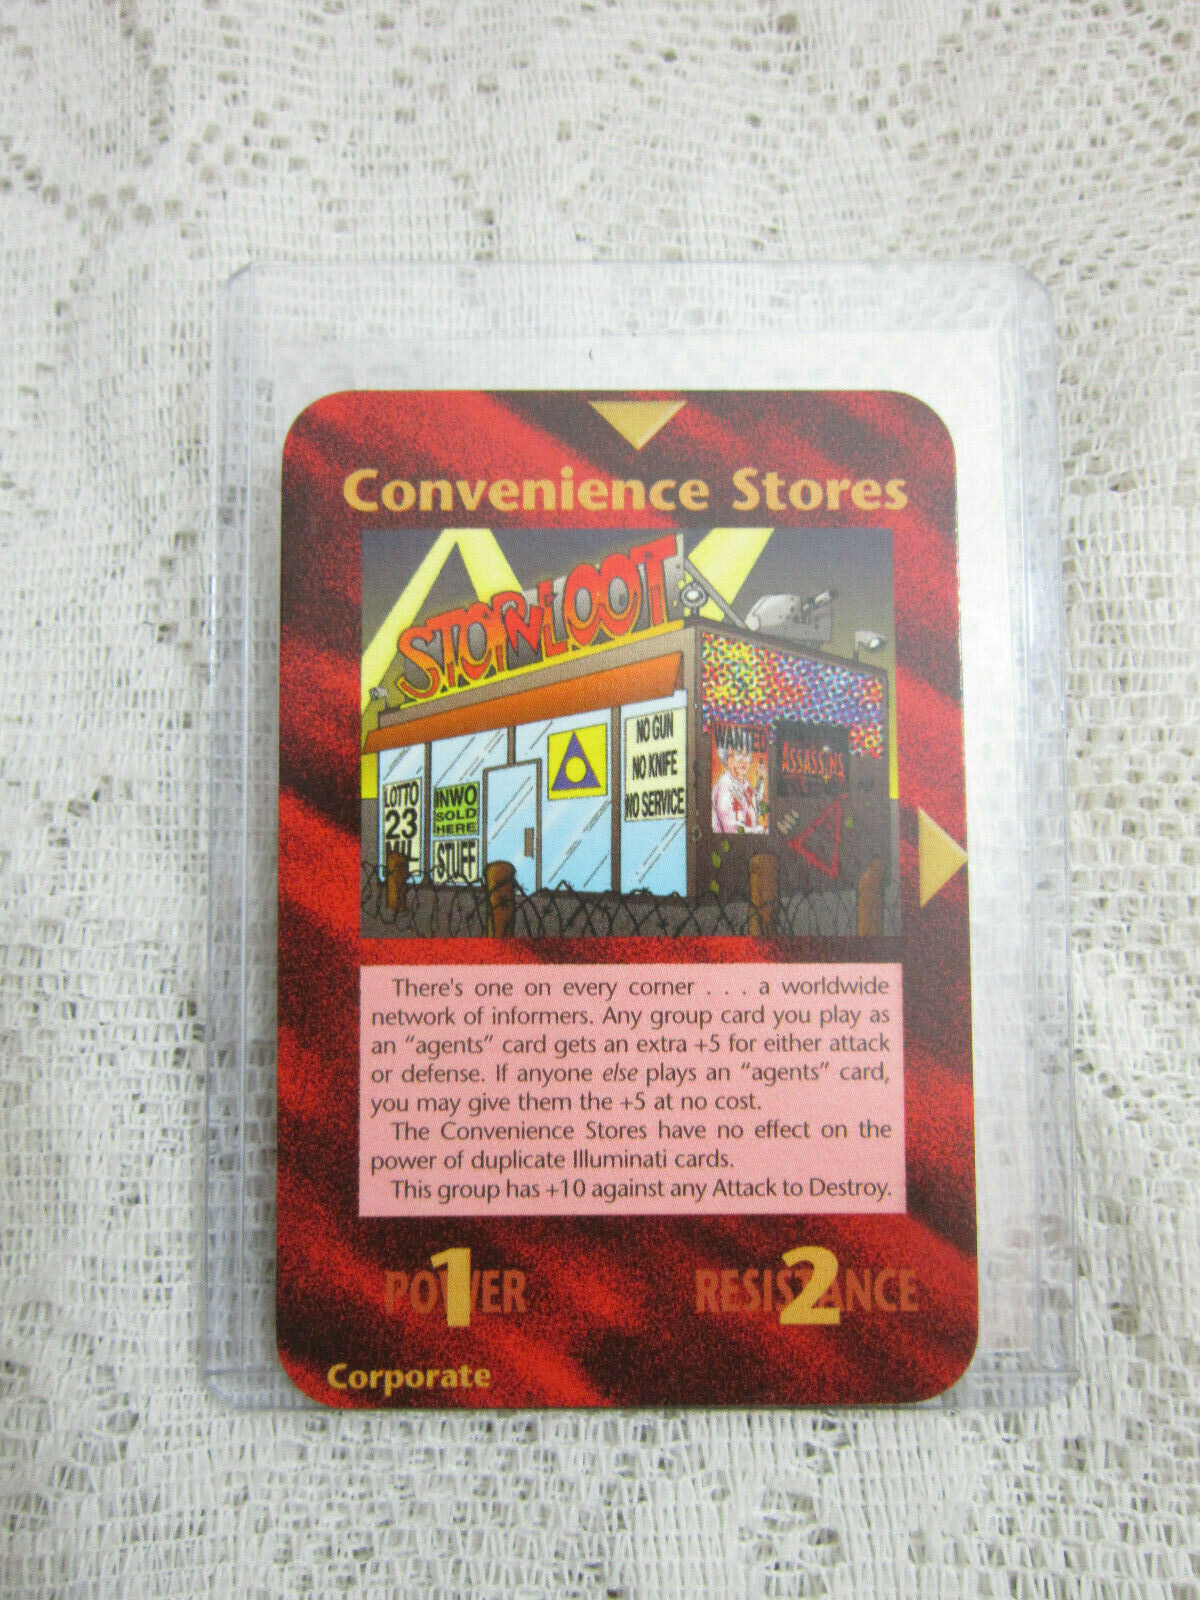 Convenience Stores
STOP-N-LOOT
LOTTO
23
MIL
INWO
SOLD
HERE
STUFF
NO GUN
NO KNIFE
NO SERVICE
WANTED
ASSASSINS
There's one on every corner . . . a worldwide
network of informers. Any group card you play as
an “agents” card gets an extra +5 for either attack
or defense. If anyone else plays an “agents” card,
you may give them the +5 at no cost.
The Convenience Stores have no effect on the
power of duplicate Illuminati cards.
This group has +10 against any Attack to Destroy.
POWER 1
RESISTANCE 2
Corporate